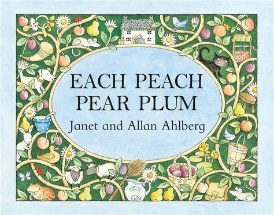 EACH PEACH
PEAR PLUM
Janet and Allan Ahlberg